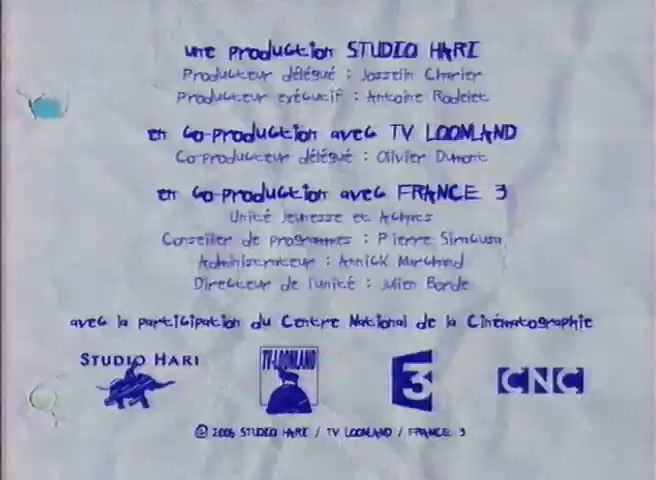 une production STUDIO HARI
Producteur délégué : Josselin Charier
Producteur exécutif : Antoine Rodelet
en co-production avec TV LOONLAND
Co-producteur délégué : Olivier Dumont
en co-production avec FRANCE 3
Unité jeunesse et Achats
Conseiller de programmes : Pierre Siracusa
Administrateur : Annick Marchand
Directeur de l'unité : Julien Borde
avec la participation du Centre National de la Cinématographie
STUDIO HARI
TV-LOONLAND
3
CNC
© 2006 STUDIO HARI / TV LOONLAND / FRANCE 3